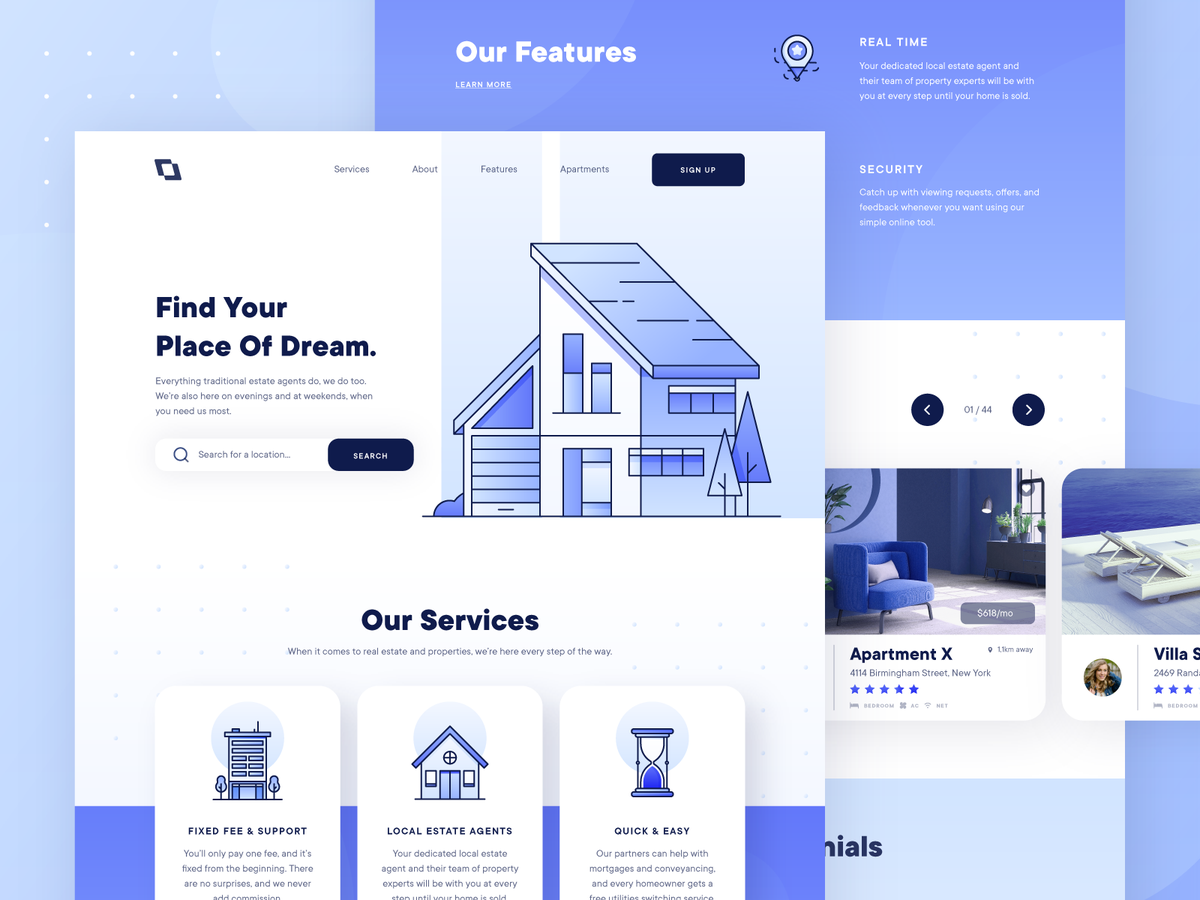 Our Features
LEARN MORE
REAL TIME
Your dedicated local estate agent and
their team of property experts will be with
you at every step until your home is sold.
SECURITY
Catch up with viewing requests, offers, and
feedback whenever you want using our
simple online tool.
Services
About
Features
Apartments
SIGN UP
Find Your
Place Of Dream.
Everything traditional estate agents do, we do too.
We're also here on evenings and at weekends, when
you need us most.
Search for a location...
SEARCH
01 / 44
$618/mo
Apartment X
1.1km away
4114 Birmingham Street, New York
BEDROOM AC NET
Villa S
2469 Randa
BEDROOM
Our Services
When it comes to real estate and properties, we're here every step of the way.
FIXED FEE & SUPPORT
You'll only pay one fee, and it's
fixed from the beginning. There
are no surprises, and we never
add commission.
LOCAL ESTATE AGENTS
Your dedicated local estate
agent and their team of property
experts will be with you at every
step until your home is sold.
QUICK & EASY
Our partners can help with
mortgages and conveyancing,
and every homeowner gets a
free utilities switching service.
nials